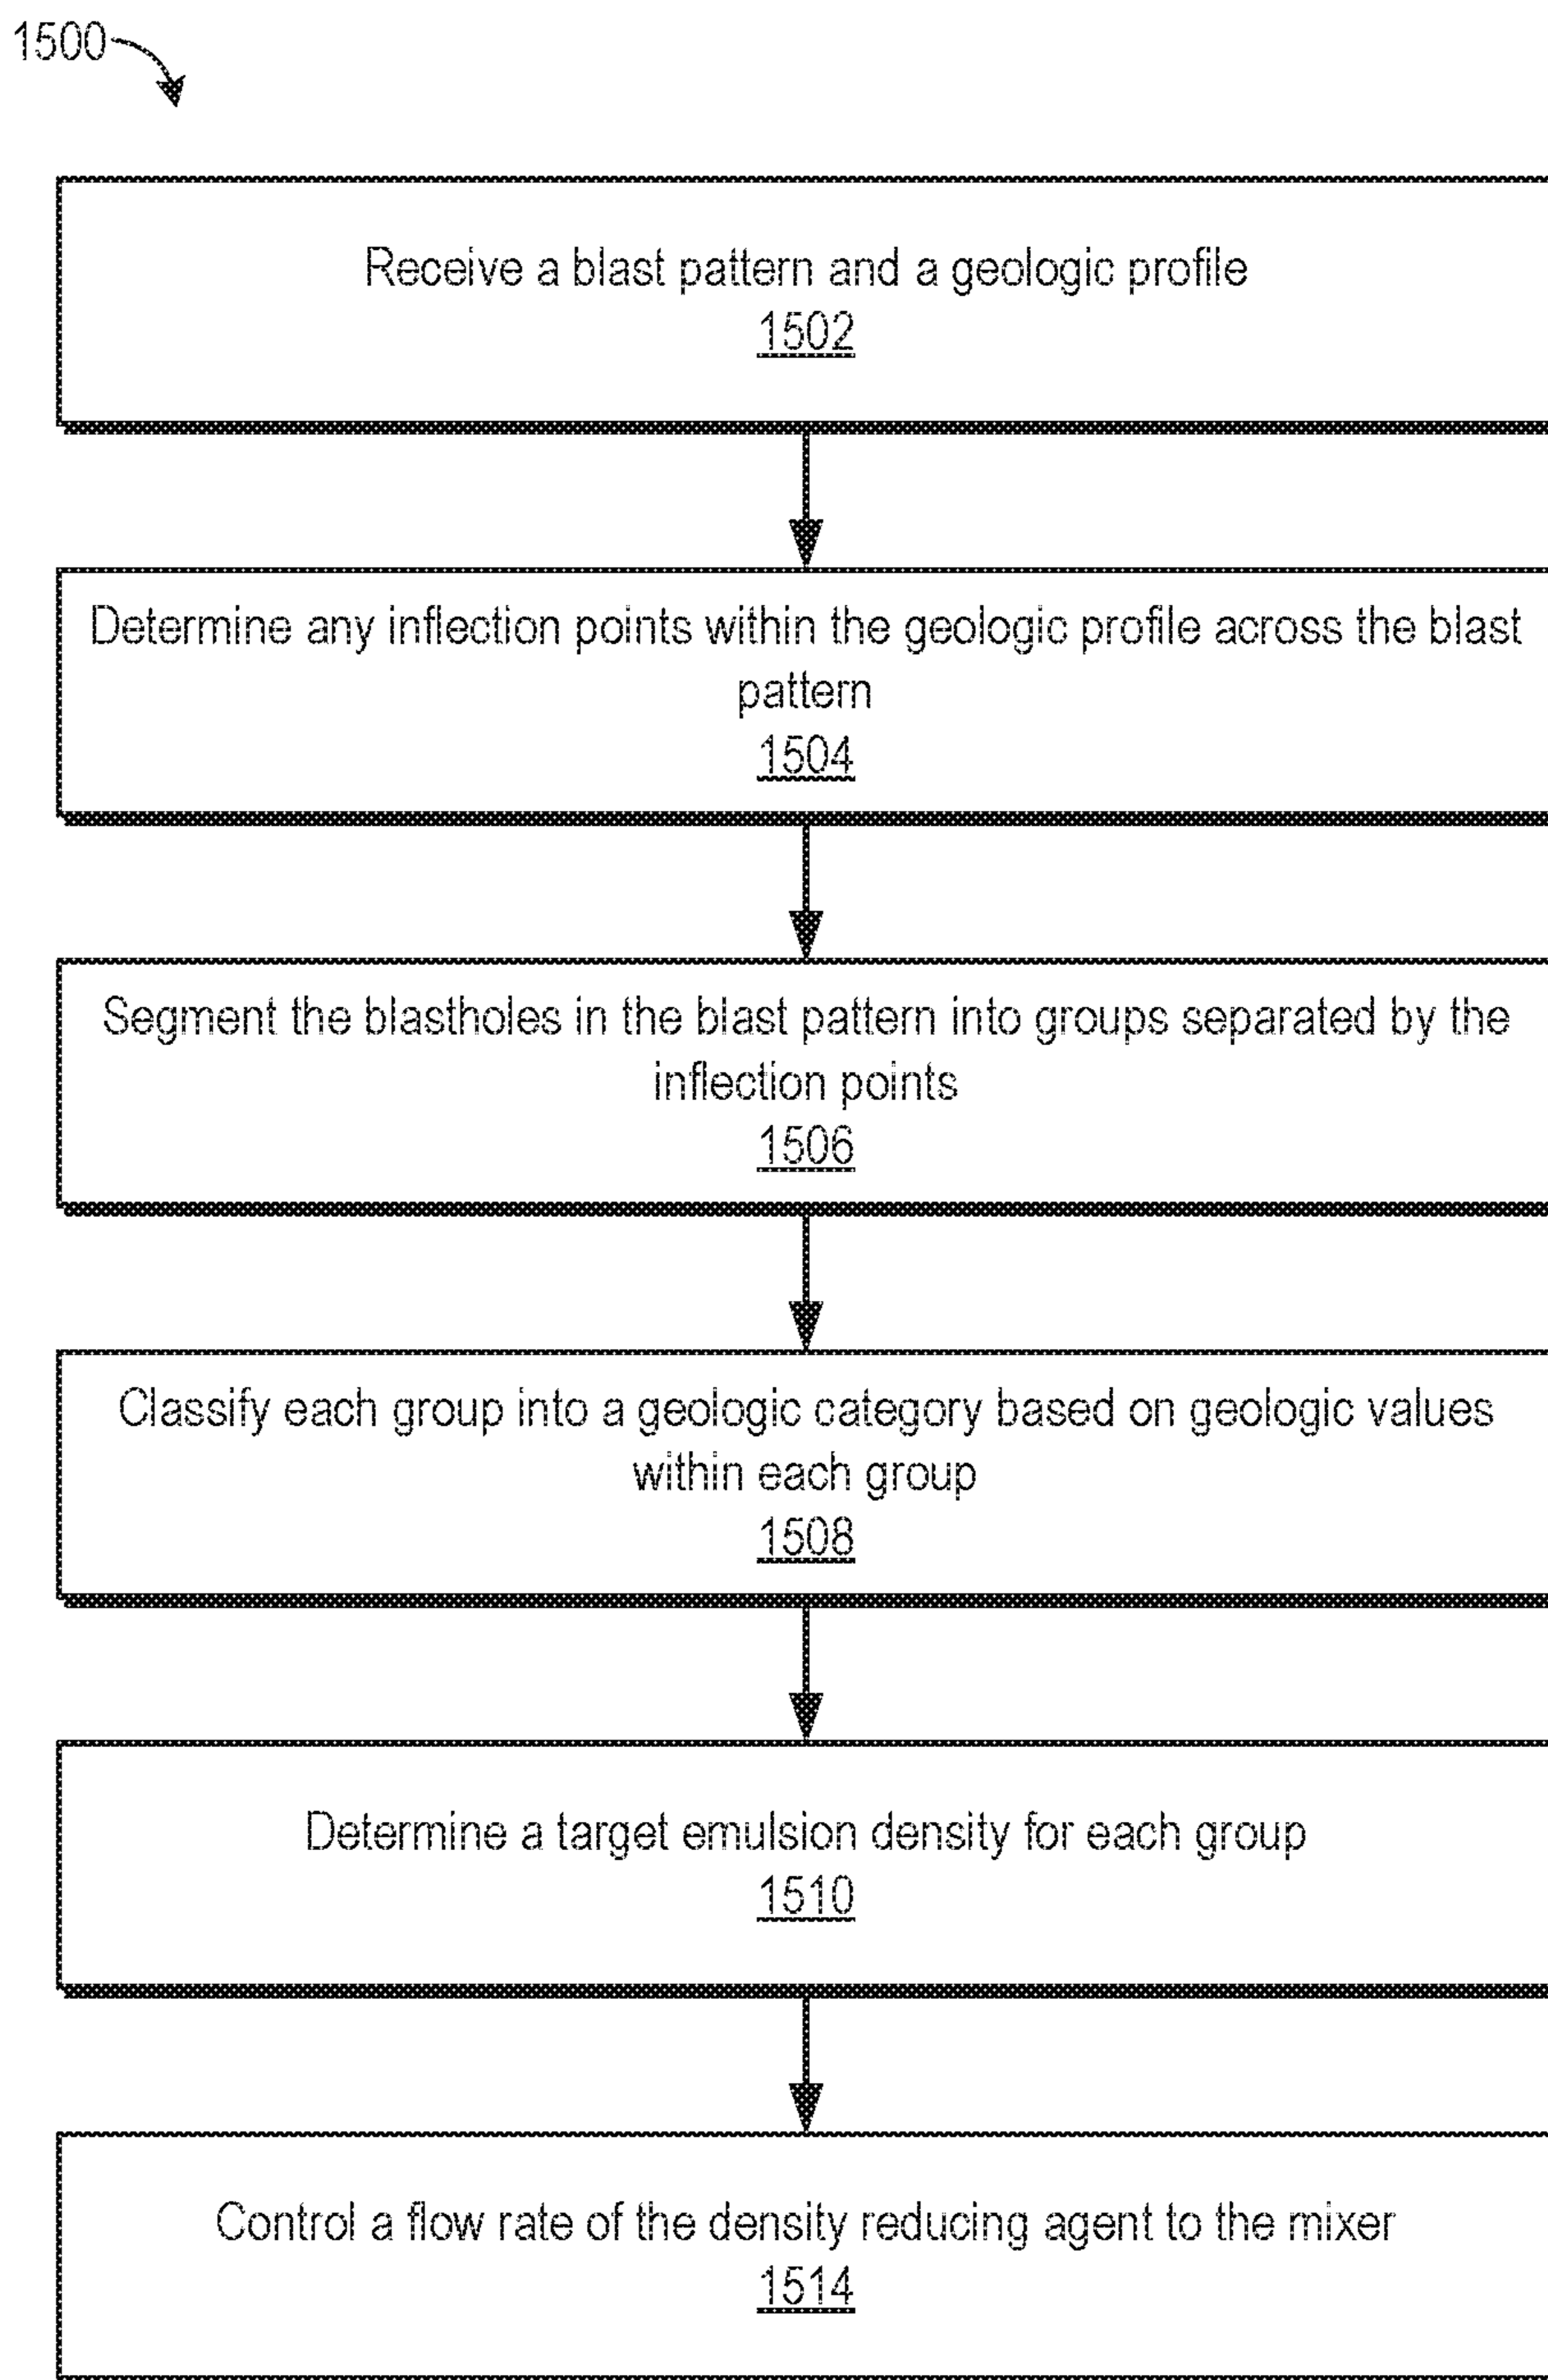 1500
Receive a blast pattern and a geologic profile
1502
Determine any inflection points within the geologic profile across the blast
pattern
1504
Segment the blastholes in the blast pattern into groups separated by the
inflection points
1506
Classify each group into a geologic category based on geologic values
within each group
1508
Determine a target emulsion density for each group
1510
Control a flow rate of the density reducing agent to the mixer
1514